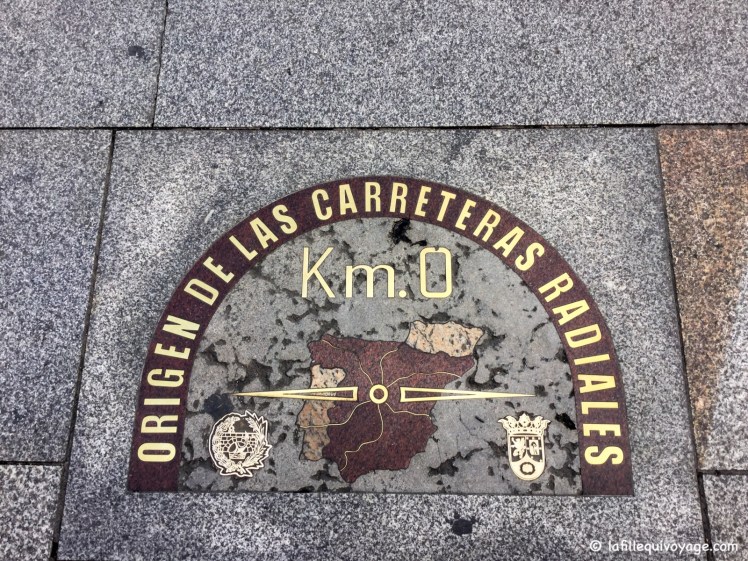 ORIGEN DE LAS CARRETERAS RADIALES
Km.0
© lafillequivoyage.com